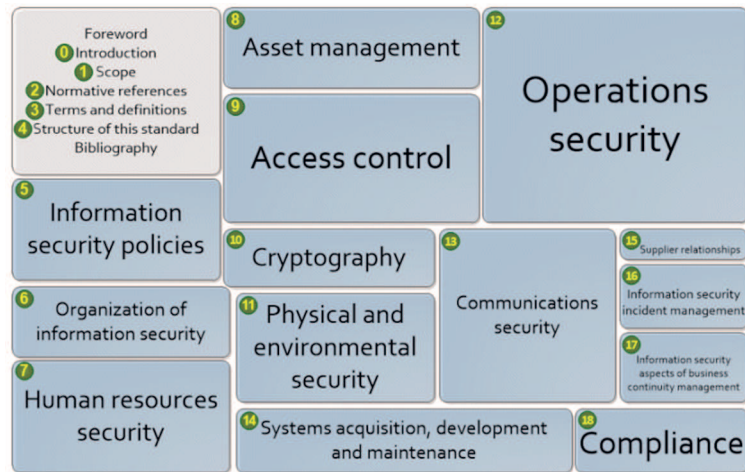 Foreword
0 Introduction
1 Scope
2 Normative references
3 Terms and definitions
4 Structure of this standard
Bibliography
5 Information
security policies
6 Organization of
information security
7 Human resources
security
8 Asset management
9 Access control
10 Cryptography
11 Physical and
environmental
security
12 Operations
security
13 Communications
security
14 Systems acquisition, development
and maintenance
15 Supplier relationships
16 Information security
incident management
17 Information security
aspects of business
continuity management
18 Compliance